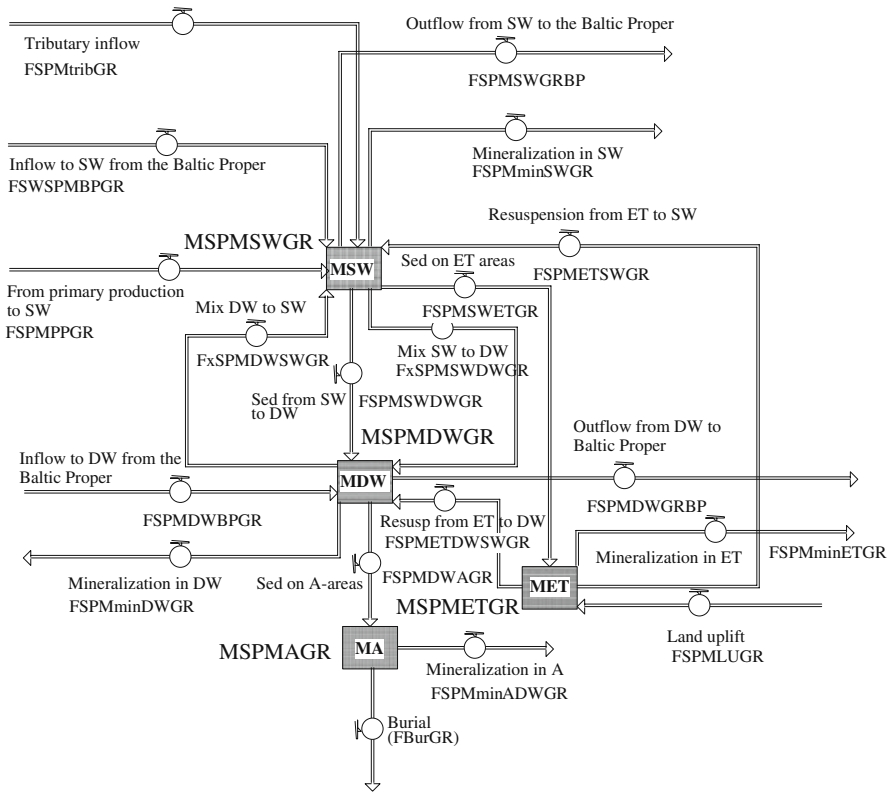 Outflow from SW to the Baltic Proper
Tributary inflow
FSPMtribGR
FSPMSWGRBP
Mineralization in SW
FSPMminSWGR
Inflow to SW from the Baltic Proper
FSWSPMBPGR
Resuspension from ET to SW
MSPMSWGR
MSW
Sed on ET areas
FSPMETSWGR
From primary production
to SW
FSPMPPGR
Mix DW to SW
FSPMSWETGR
FxSPMDWSWGR
Mix SW to DW
FxSPMSWDWGR
Sed from SW
to DW
FSPMSWDWGR
MSPMDWGR
Outflow from DW to
Baltic Proper
Inflow to DW from the
Baltic Proper
MDW
FSPMDWBPGR
FSPMDWGRBP
Resusp from ET to DW
FSPMETDWSWGR
Mineralization in ET
FSPMminETGR
Mineralization in DW
FSPMminDWGR
Sed on A-areas
FSPMDWAGR
MET
MSPMETGR
Land uplift
FSPMLUGR
MSPMAGR
MA
Mineralization in A
FSPMminADWGR
Burial
(FBurGR)